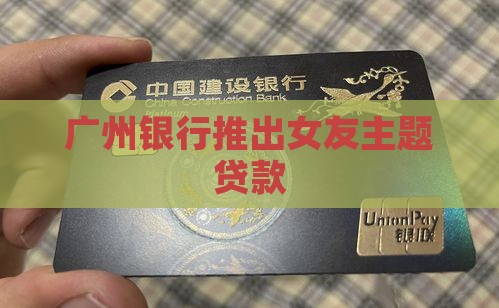 中国建设银行
China Construction Bank
广州银行推出女友主题
贷款
UnionPay
银联